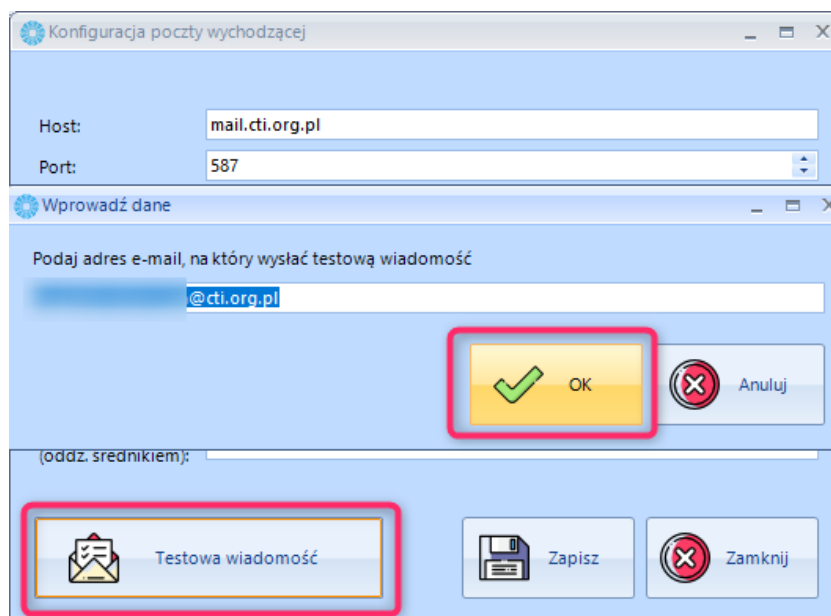 Konfiguracja poczty wychodzącej
Host: mail.cti.org.pl
Port: 587
Wprowadź dane
Podaj adres e-mail, na który wysłać testową wiadomość
@cti.org.pl
OK Anuluj
(oddz. średnikiem):
Testowa wiadomość Zapisz Zamknij